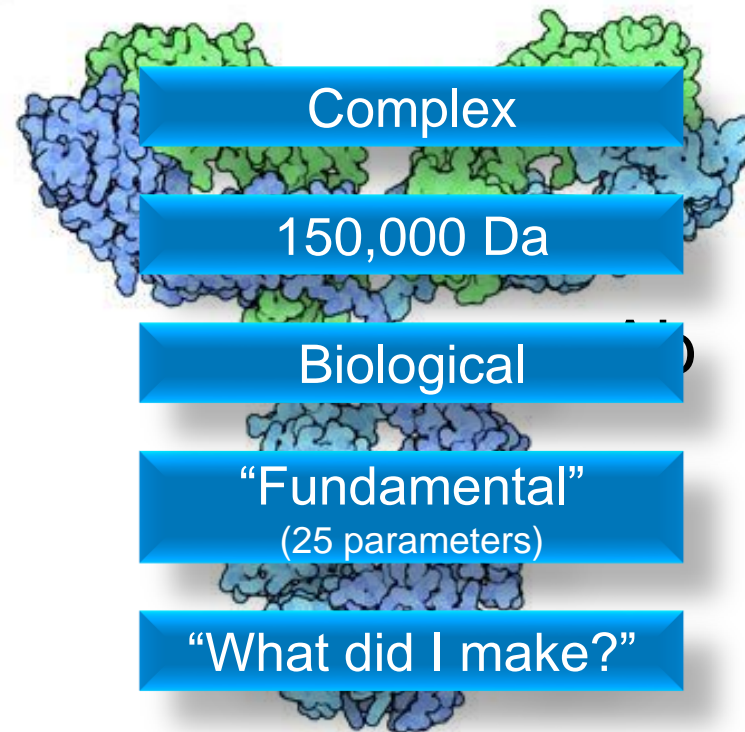 Complex
150,000 Da
Biological
“Fundamental”
(25 parameters)
“What did I make?”